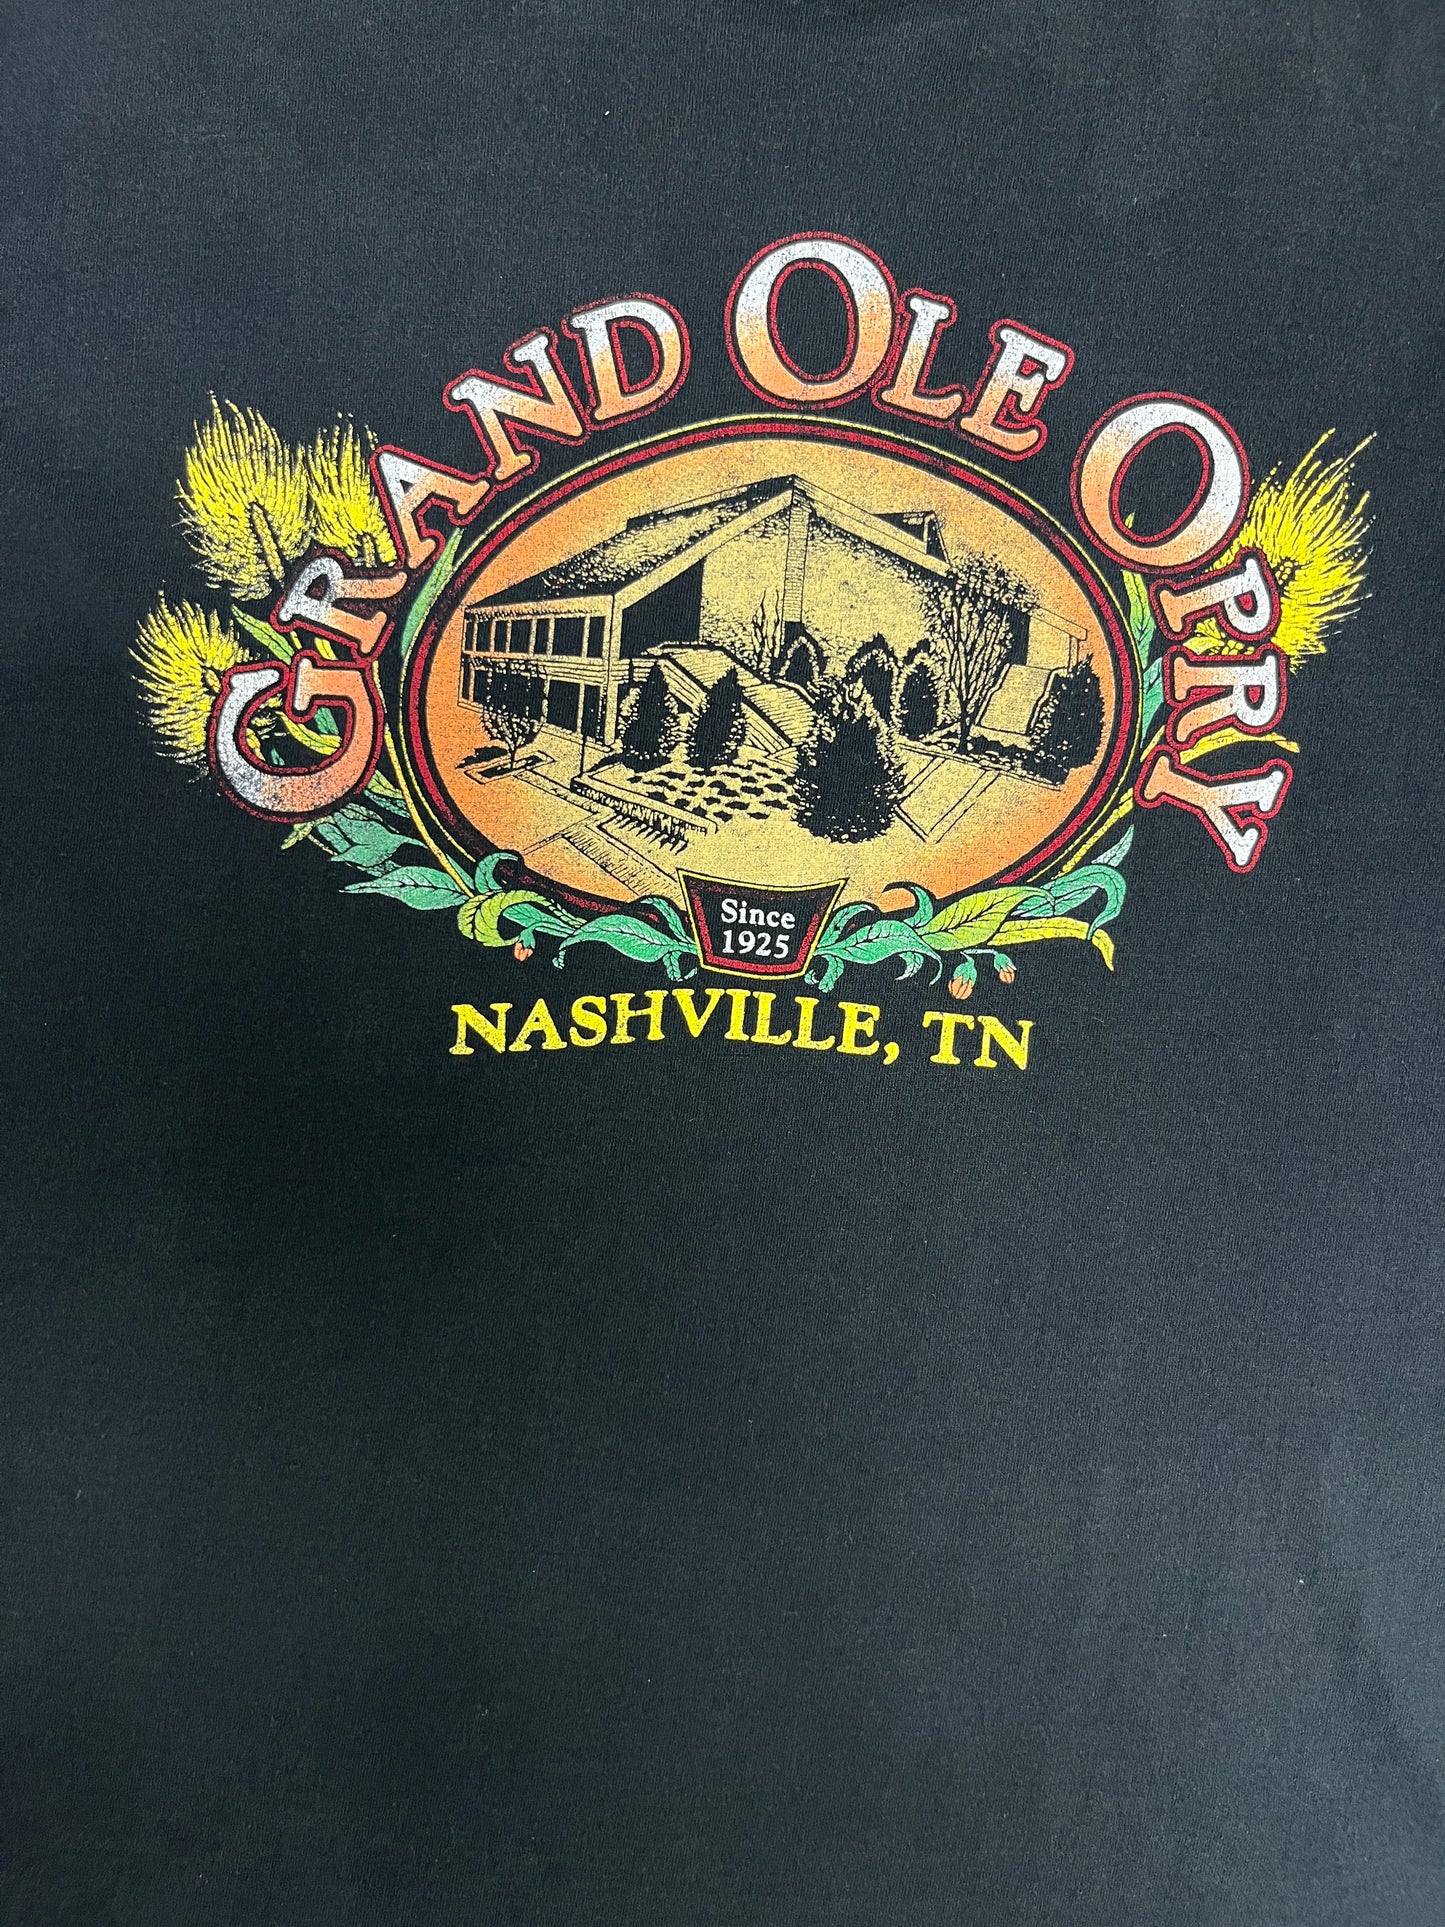 GRAND OLE OPRY
Since
1925
NASHVILLE, TN